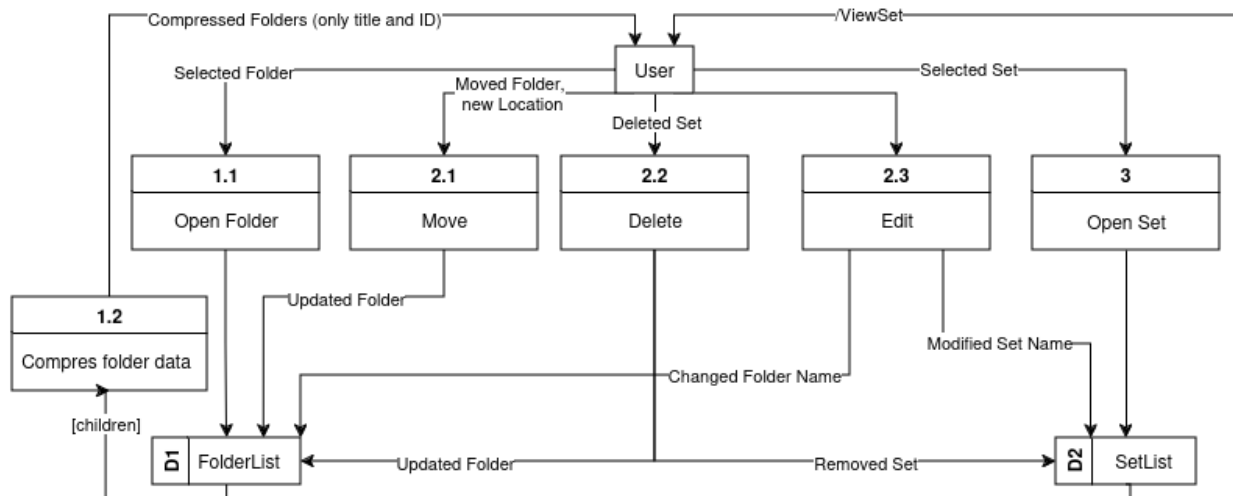 Compressed Folders (only title and ID)
/ViewSet
User
Selected Folder
Moved Folder,
new Location
Deleted Set
Selected Set
1.1
Open Folder
2.1
Move
2.2
Delete
2.3
Edit
3
Open Set
Updated Folder
1.2
Compres folder data
Modified Set Name
Changed Folder Name
[children]
D1
FolderList
Updated Folder
Removed Set
D2
SetList